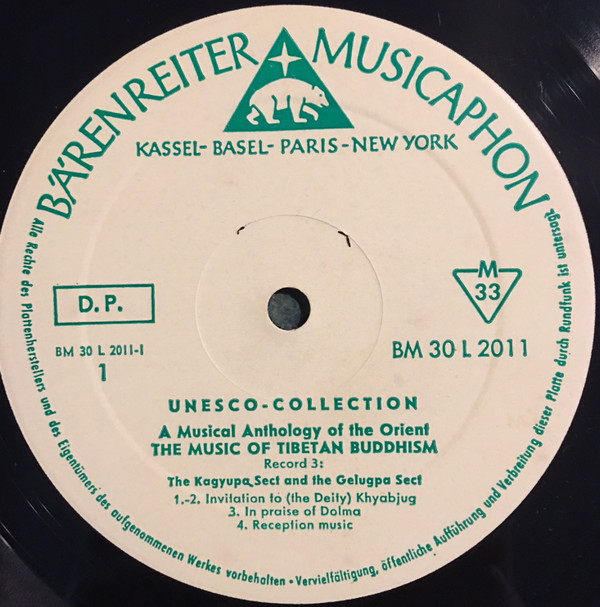 BÄRENREITER MUSICAPHON
KASSEL- BASEL- PARIS-NEW YORK
D.P.
M
33
BM 30 L 2011-1
1
BM 30 L 2011
UNESCO-COLLECTION
A Musical Anthology of the Orient
THE MUSIC OF TIBETAN BUDDHISM
Record 3:
The Kagyupa Sect and the Gelugpa Sect
1.-2. Invitation to (the Deity) Khyabjug
3. In praise of Dolma
4. Reception music
Alle Rechte des Plattenherstellers und des Eigentümers des aufgenommenen Werkes vorbehalten • Vervielfältigung, öffentliche Aufführung und Verbreitung dieser Platte durch Rundfunk ist untersagt